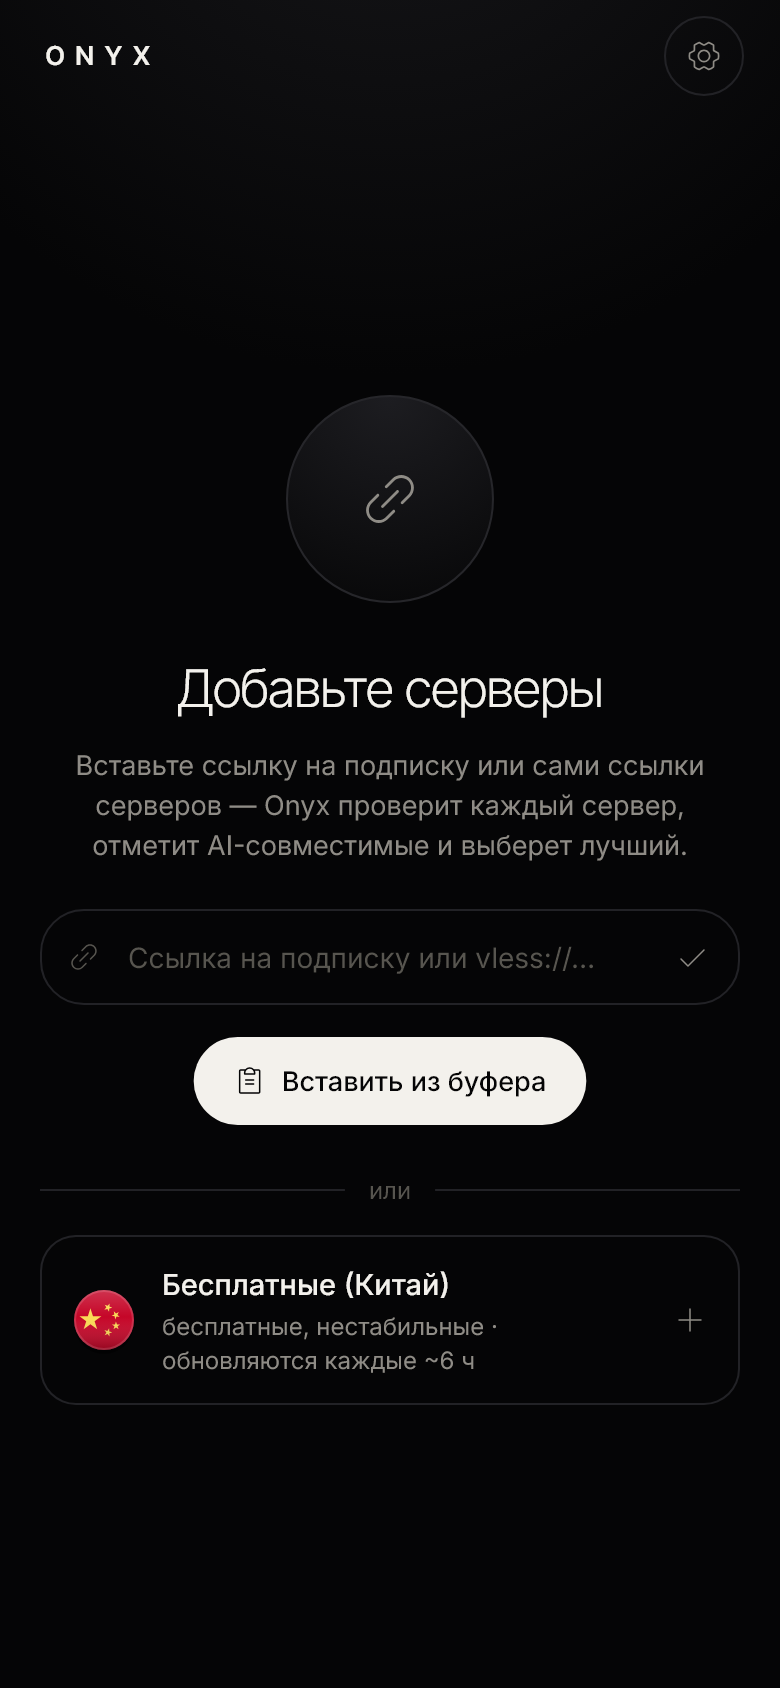 ONYX
Добавьте серверы
Вставьте ссылку на подписку или сами ссылки
серверов — Onyx проверит каждый сервер,
отметит AI-совместимые и выберет лучший.
Ссылка на подписку или vless://...
Вставить из буфера
или
Бесплатные (Китай)
бесплатные, нестабильные ·
обновляются каждые ~6 ч